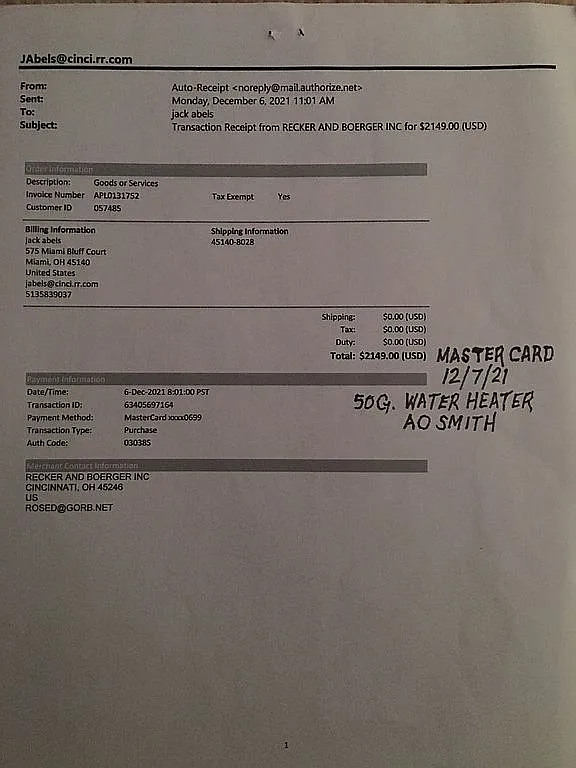 JAbels@cinci.rr.com
From: Auto-Receipt <noreply@mail.authorize.net>
Sent: Monday, December 6, 2021 11:01 AM
To: jack abels
Subject: Transaction Receipt from RECKER AND BOERGER INC for $2149.00 (USD)
Order Information
Description: Goods or Services
Invoice Number APL0131752 Tax Exempt Yes
Customer ID 057485
Billing Information Shipping Information
jack abels 45140-8028
575 Miami Bluff Court
Miami, OH 45140
United States
jabels@cinci.rr.com
5135839037
Shipping: $0.00 (USD)
Tax: $0.00 (USD)
Duty: $0.00 (USD)
Total: $2149.00 (USD) MASTER CARD
12/7/21
Payment Information
Date/Time: 6-Dec-2021 8:01:00 PST
50G. WATER HEATER
Transaction ID: 63405697164
Payment Method: MasterCard xxxx0699
AO SMITH
Transaction Type: Purchase
Auth Code: 030385
Merchant Contact Information
RECKER AND BOERGER INC
CINCINNATI, OH 45246
US
ROSED@GORB.NET
1